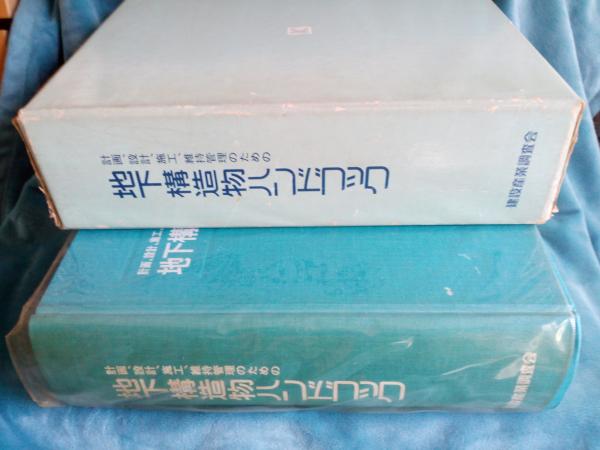 計画、設計、施工、維持管理のための
地下構造物ハンドブック
建設産業調査会
計画、設計、施工、
地下構
計画、設計、施工、維持管理のための
地下構造物ハンドブック
建設産業調査会